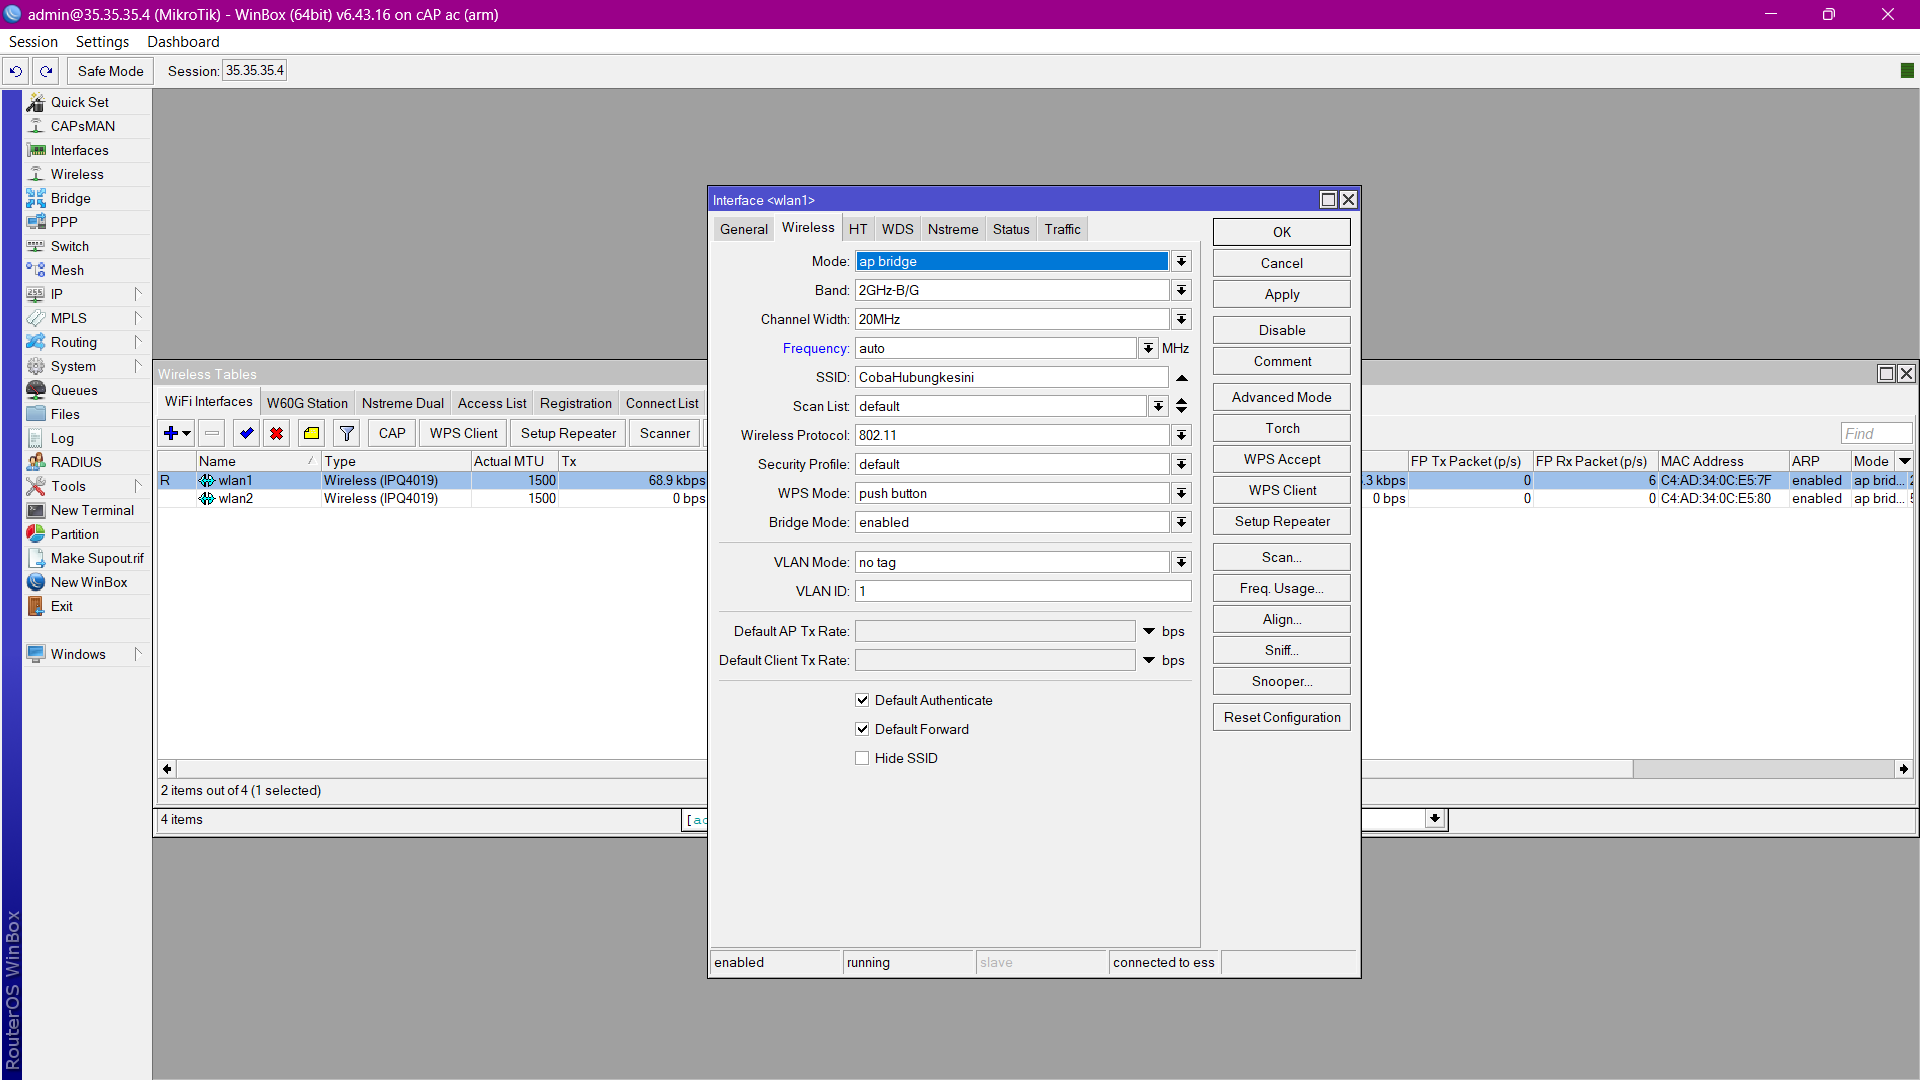 admin@35.35.35.4 (MikroTik) - WinBox (64bit) v6.43.16 on cAP ac (arm)
Session Settings Dashboard
Safe Mode Session: 35.35.35.4
Quick Set
CAPsMAN
Interfaces
Wireless
Bridge
PPP
Switch
Mesh
IP
MPLS
Routing
System
Queues
Files
Log
RADIUS
Tools
New Terminal
Partition
Make Supout.rif
New WinBox
Exit
Windows
RouterOS WinBox
Wireless Tables
WiFi Interfaces W60G Station Nstreme Dual Access List Registration Connect List
CAP WPS Client Setup Repeater Scanner
Find
Name Type Actual MTU Tx FP Tx Packet (p/s) FP Rx Packet (p/s) MAC Address ARP Mode
R wlan1 Wireless (IPQ4019) 1500 68.9 kbps .3 kbps 0 6 C4:AD:34:0C:E5:7F enabled ap brid...
wlan2 Wireless (IPQ4019) 1500 0 bps 0 bps 0 0 C4:AD:34:0C:E5:80 enabled ap brid...
2 items out of 4 (1 selected)
4 items
Interface <wlan1>
General Wireless HT WDS Nstreme Status Traffic
Mode: ap bridge
Band: 2GHz-B/G
Channel Width: 20MHz
Frequency: auto MHz
SSID: CobaHubungkesini
Scan List: default
Wireless Protocol: 802.11
Security Profile: default
WPS Mode: push button
Bridge Mode: enabled
VLAN Mode: no tag
VLAN ID: 1
Default AP Tx Rate: bps
Default Client Tx Rate: bps
Default Authenticate
Default Forward
Hide SSID
OK
Cancel
Apply
Disable
Comment
Advanced Mode
Torch
WPS Accept
WPS Client
Setup Repeater
Scan...
Freq. Usage...
Align...
Sniff...
Snooper...
Reset Configuration
enabled running slave connected to ess